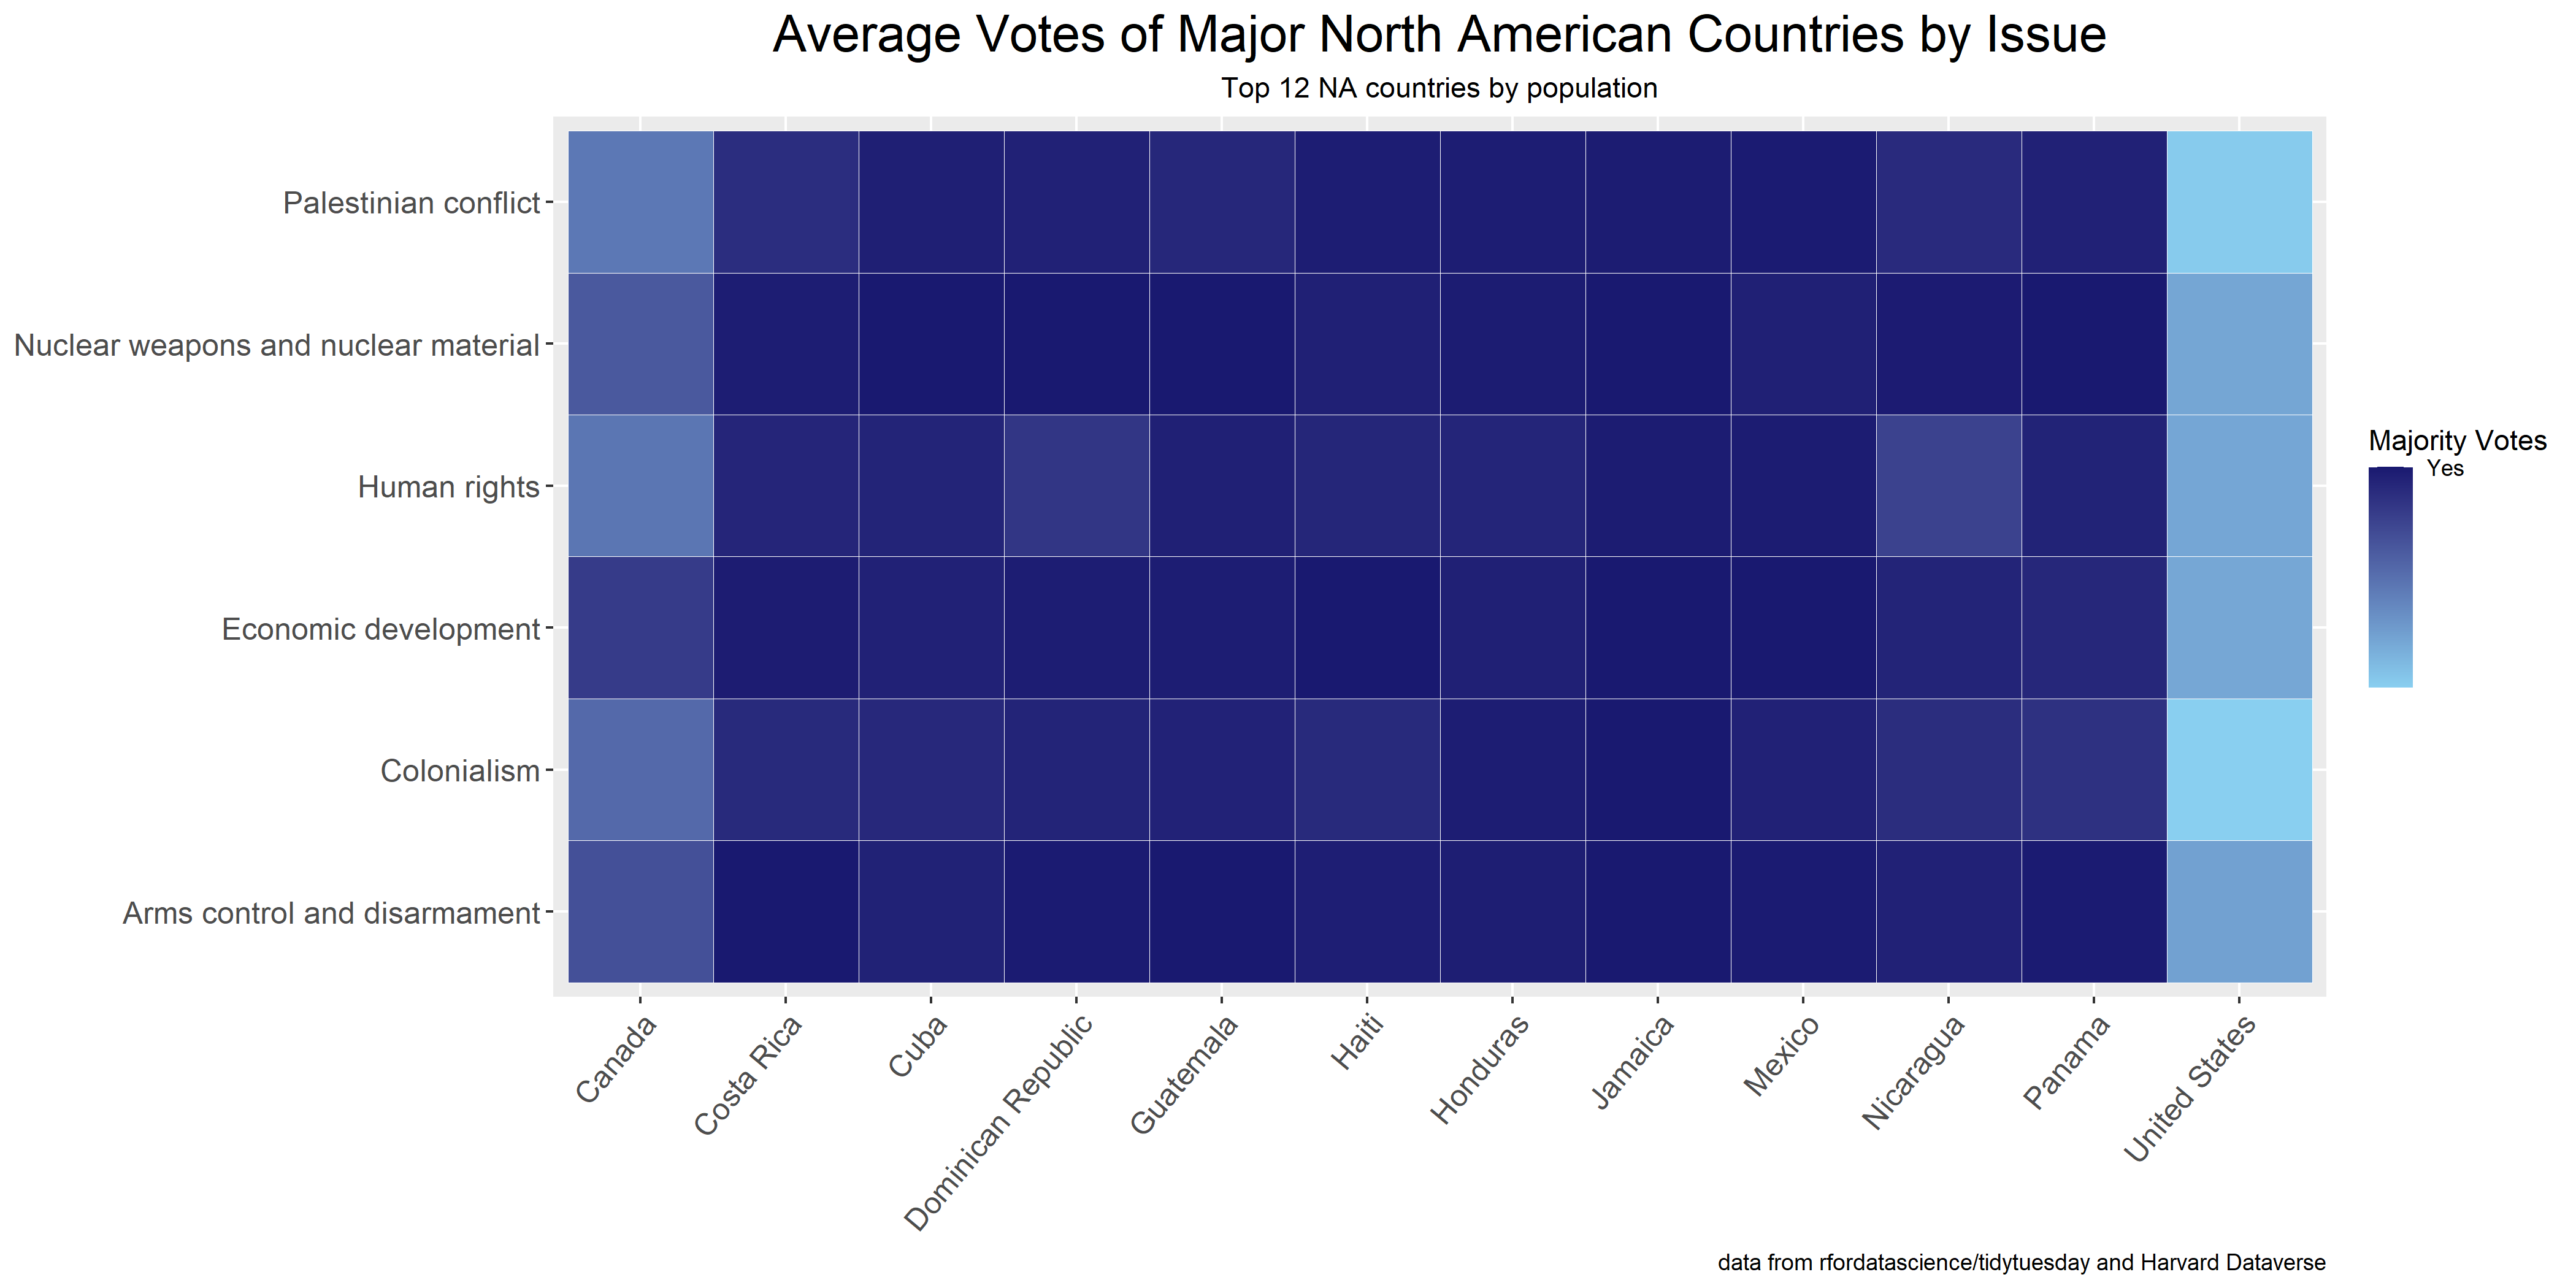 Average Votes of Major North American Countries by Issue
Top 12 NA countries by population
Palestinian conflict
Nuclear weapons and nuclear material
Human rights
Economic development
Colonialism
Arms control and disarmament
Majority Votes
Yes
Canada
Costa Rica
Cuba
Dominican Republic
Guatemala
Haiti
Honduras
Jamaica
Mexico
Nicaragua
Panama
United States
data from rfordatascience/tidytuesday and Harvard Dataverse